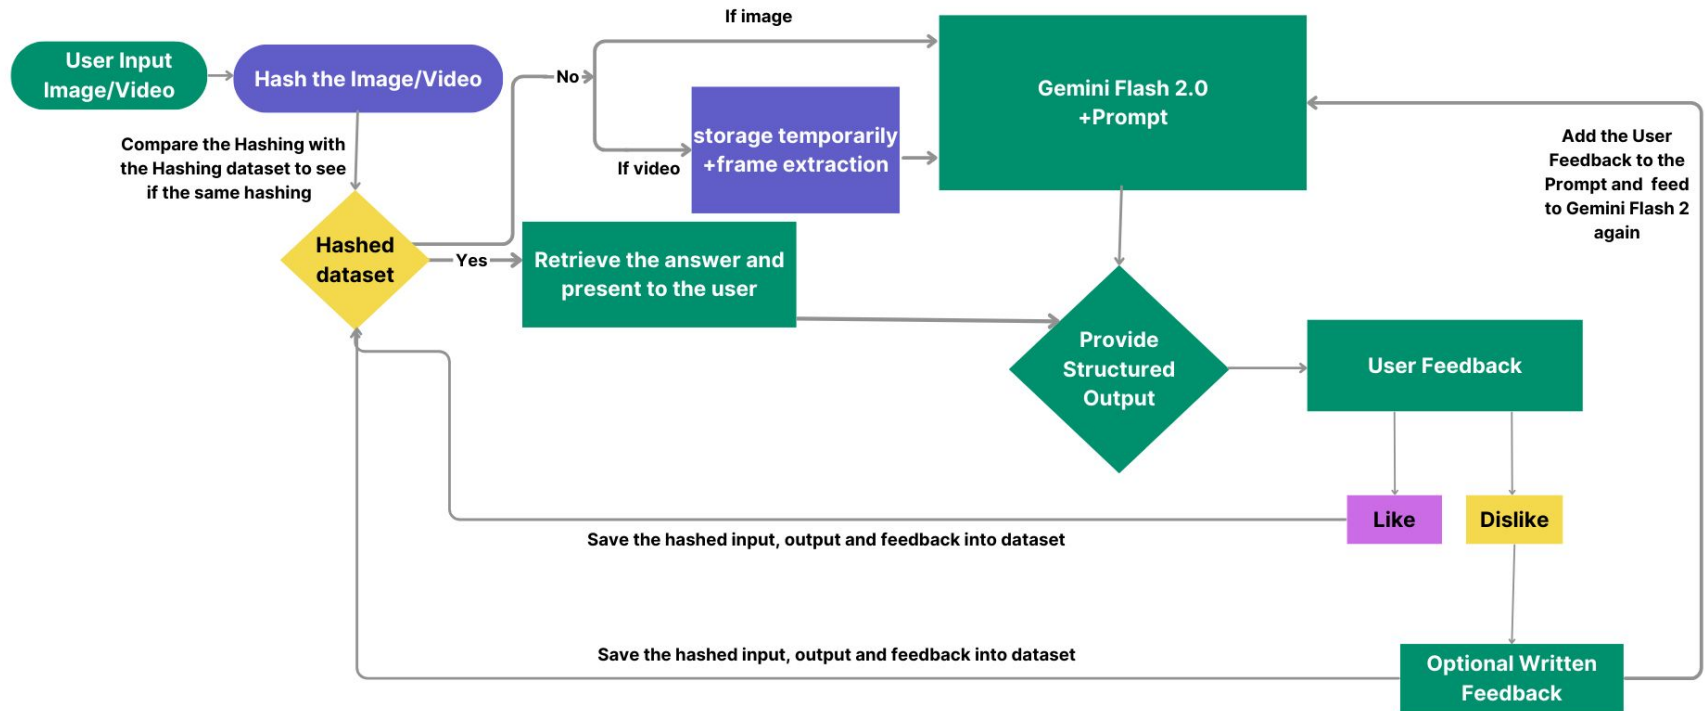 If image
User Input
Image/Video
Hash the Image/Video
No
Gemini Flash 2.0
+Prompt
storage temporarily
+frame extraction
If video
Compare the Hashing with
the Hashing dataset to see
if the same hashing
Add the User
Feedback to the
Prompt and feed
to Gemini Flash 2
again
Hashed
dataset
Yes
Retrieve the answer and
present to the user
Provide
Structured
Output
User Feedback
Like
Dislike
Save the hashed input, output and feedback into dataset
Save the hashed input, output and feedback into dataset
Optional Written
Feedback